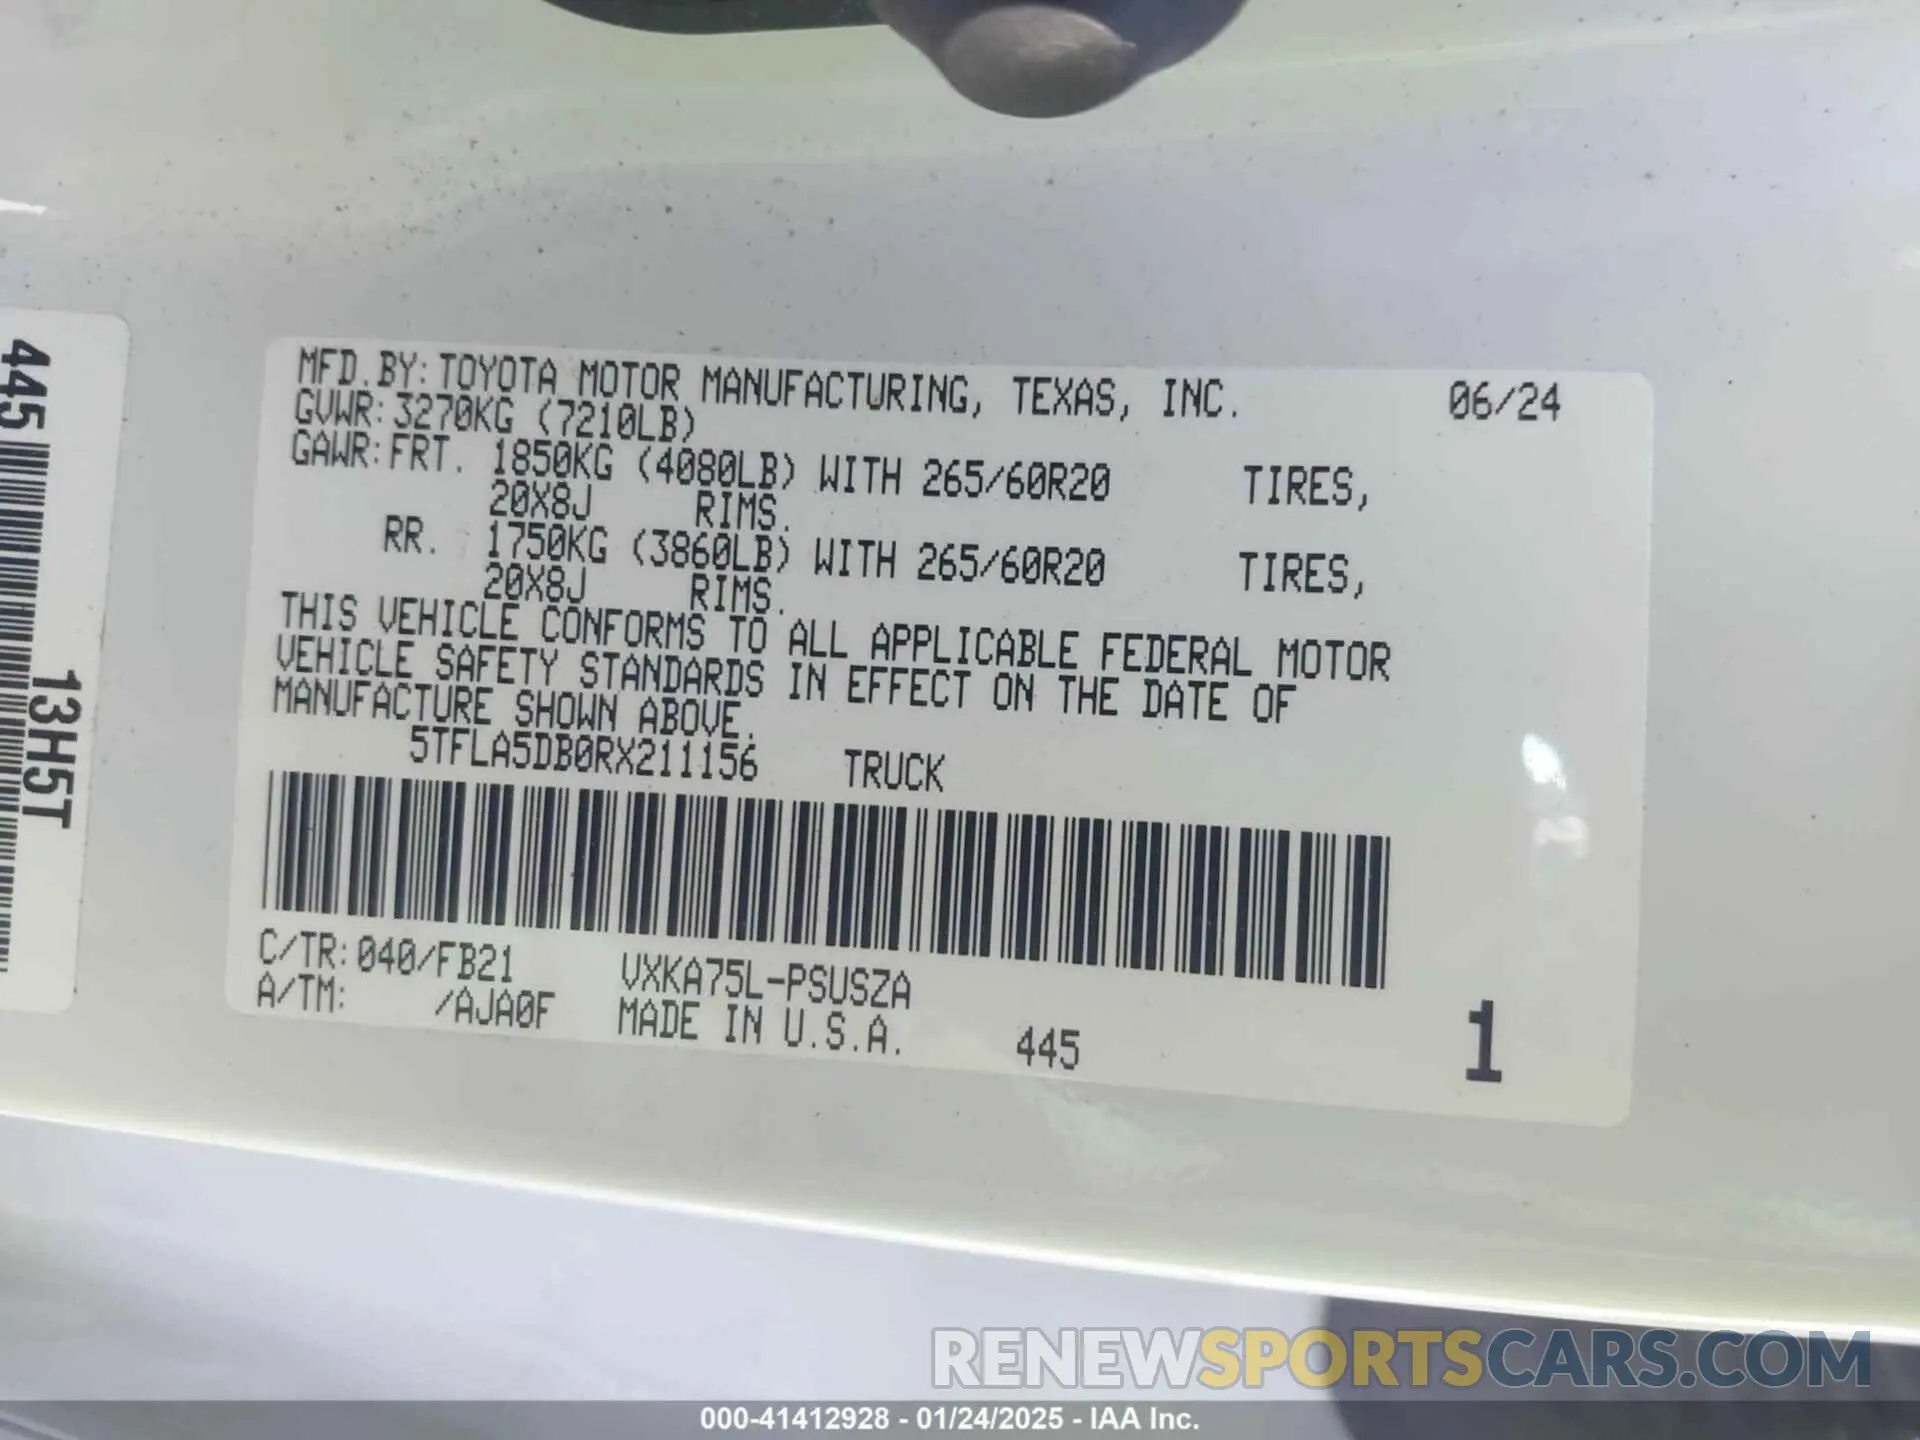 MFD.BY: TOYOTA MOTOR MANUFACTURING, TEXAS, INC. 06/24
GVWR: 3270KG (7210LB)
GAWR: FRT. 1850KG (4080LB) WITH 265/60R20 TIRES,
20X8J RIMS.
RR. 1750KG (3860LB) WITH 265/60R20 TIRES,
20X8J RIMS.
THIS VEHICLE CONFORMS TO ALL APPLICABLE FEDERAL MOTOR
VEHICLE SAFETY STANDARDS IN EFFECT ON THE DATE OF
MANUFACTURE SHOWN ABOVE.
5TFLA5DB0RX211156 TRUCK
C/TR: 040/FB21 VXKA75L-PSUSZA
A/TM: /AJA0F MADE IN U.S.A. 445 1
445
13H5T
RENEWSPORTSCARS.COM
000-41412928 - 01/24/2025 - IAA Inc.